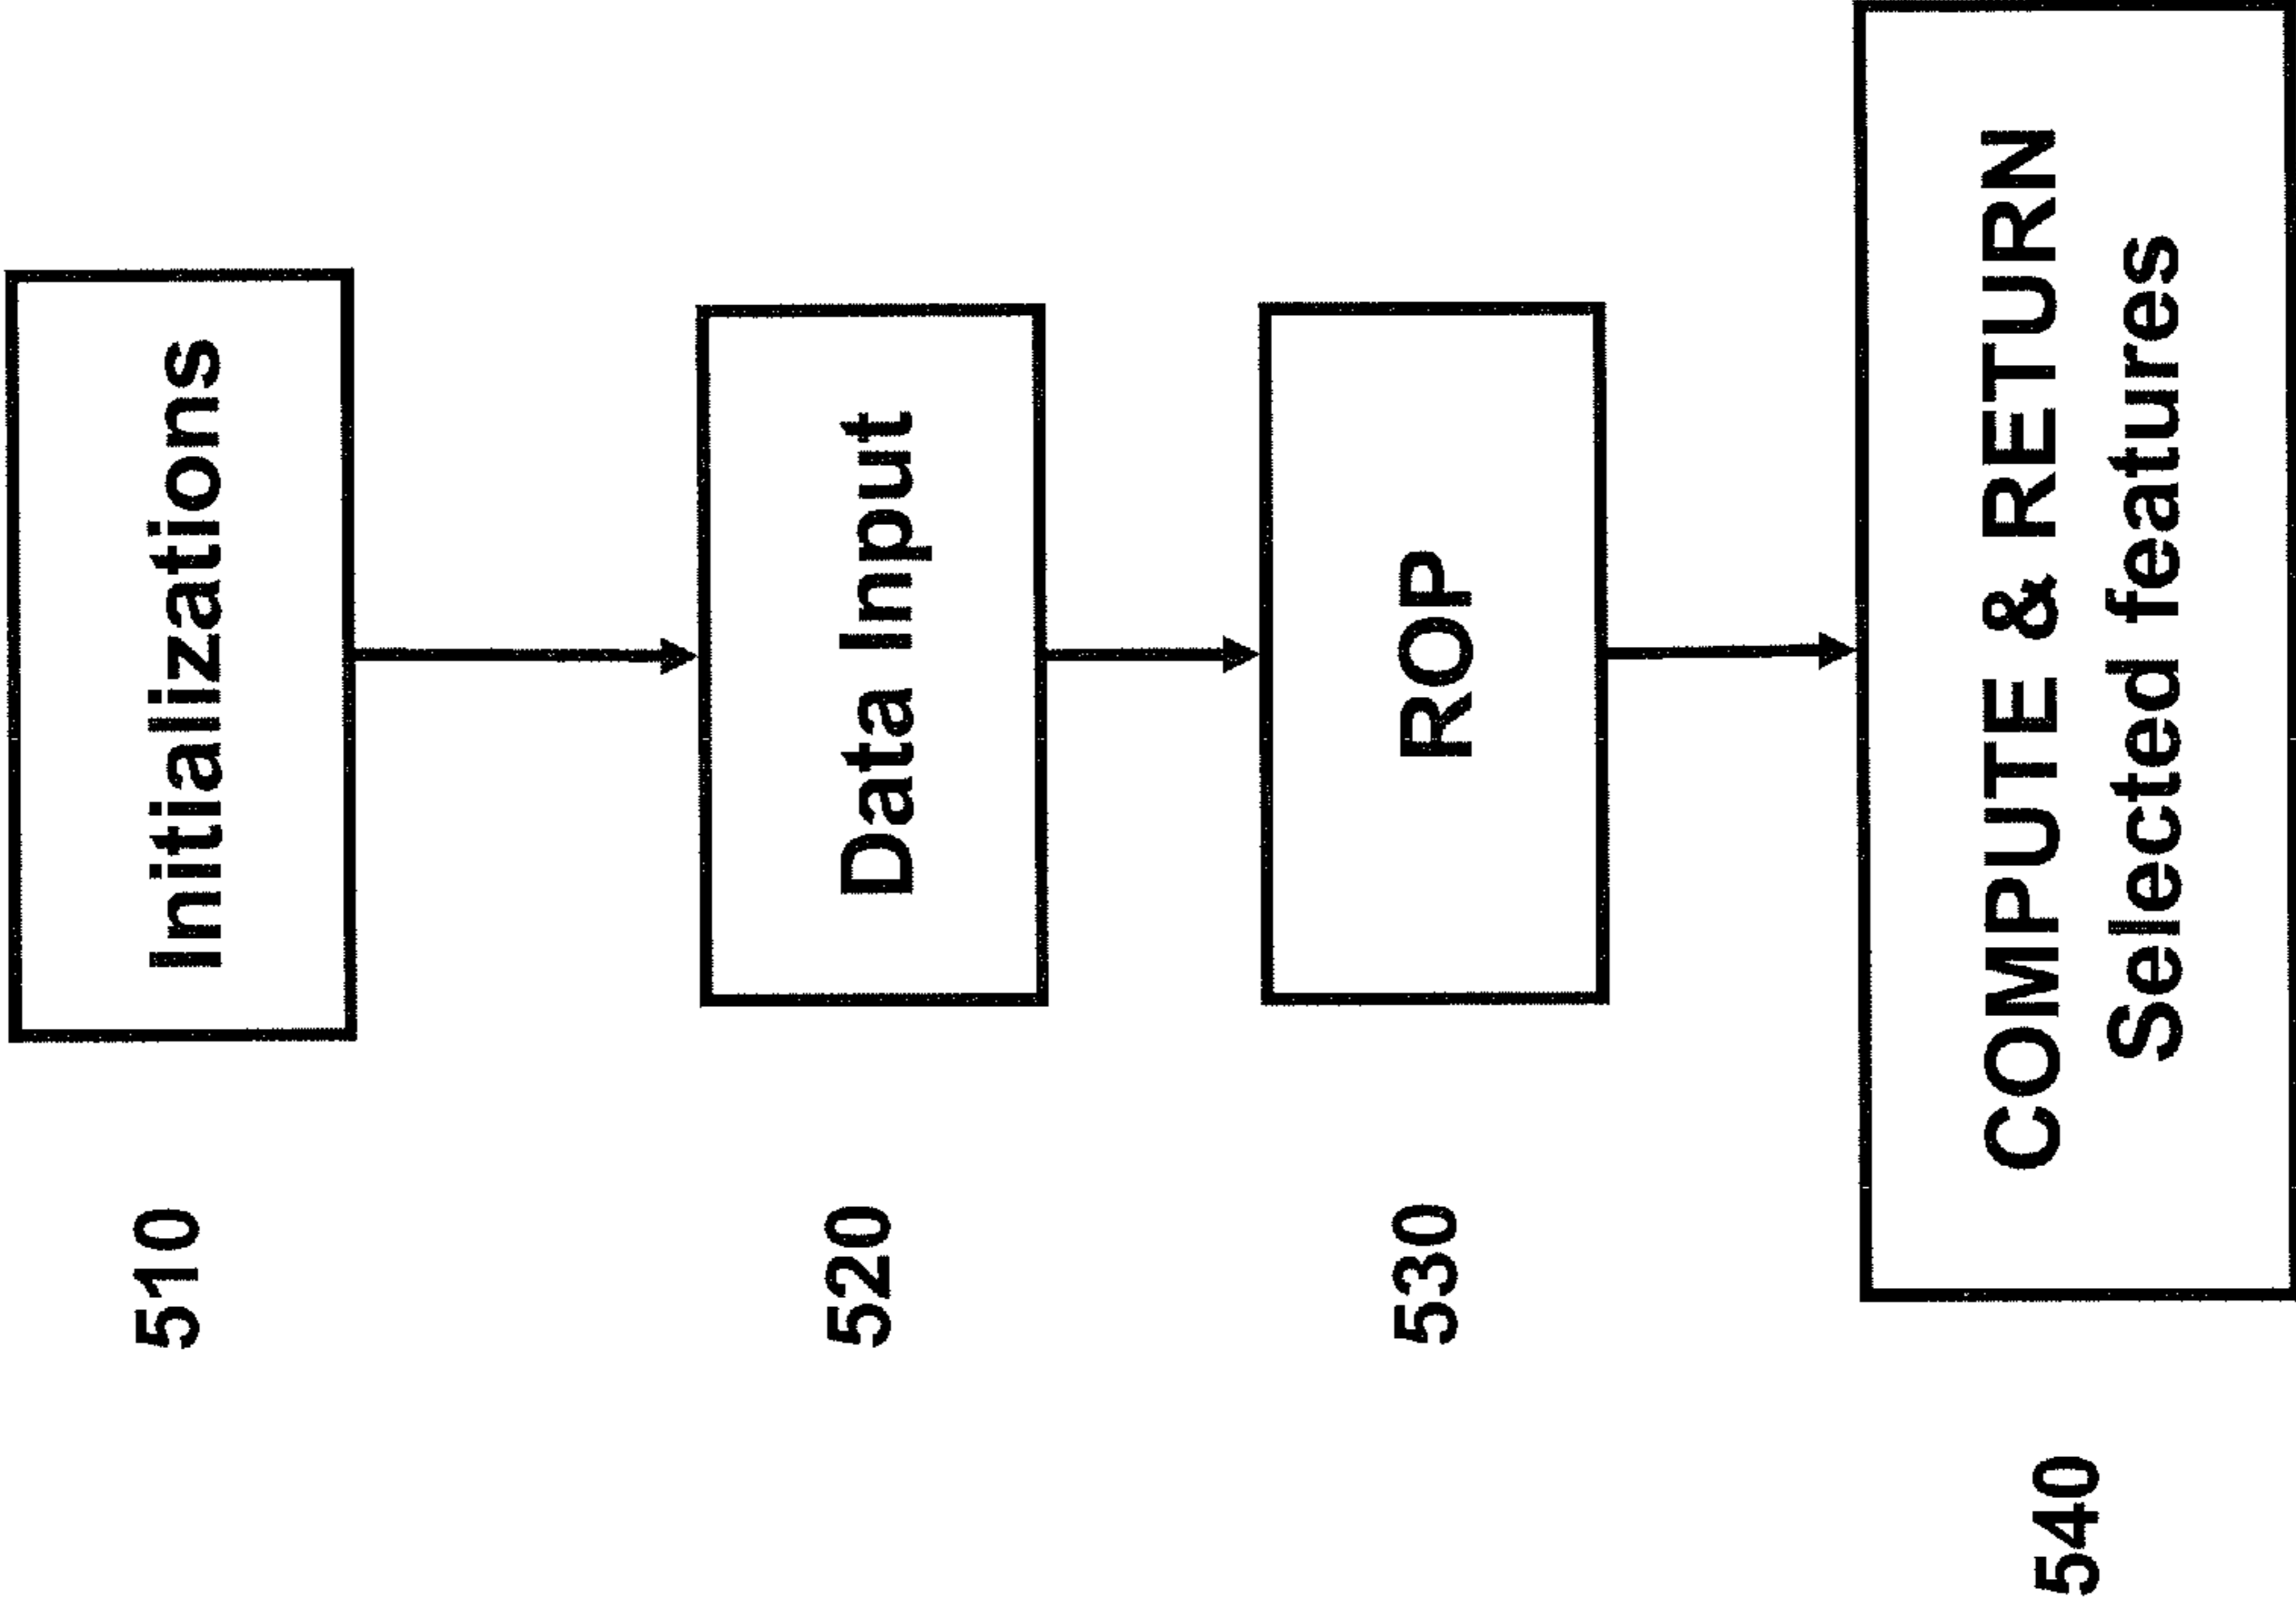 510
Initializations
520
Data Input
530
ROP
540
COMPUTE & RETURN
Selected features